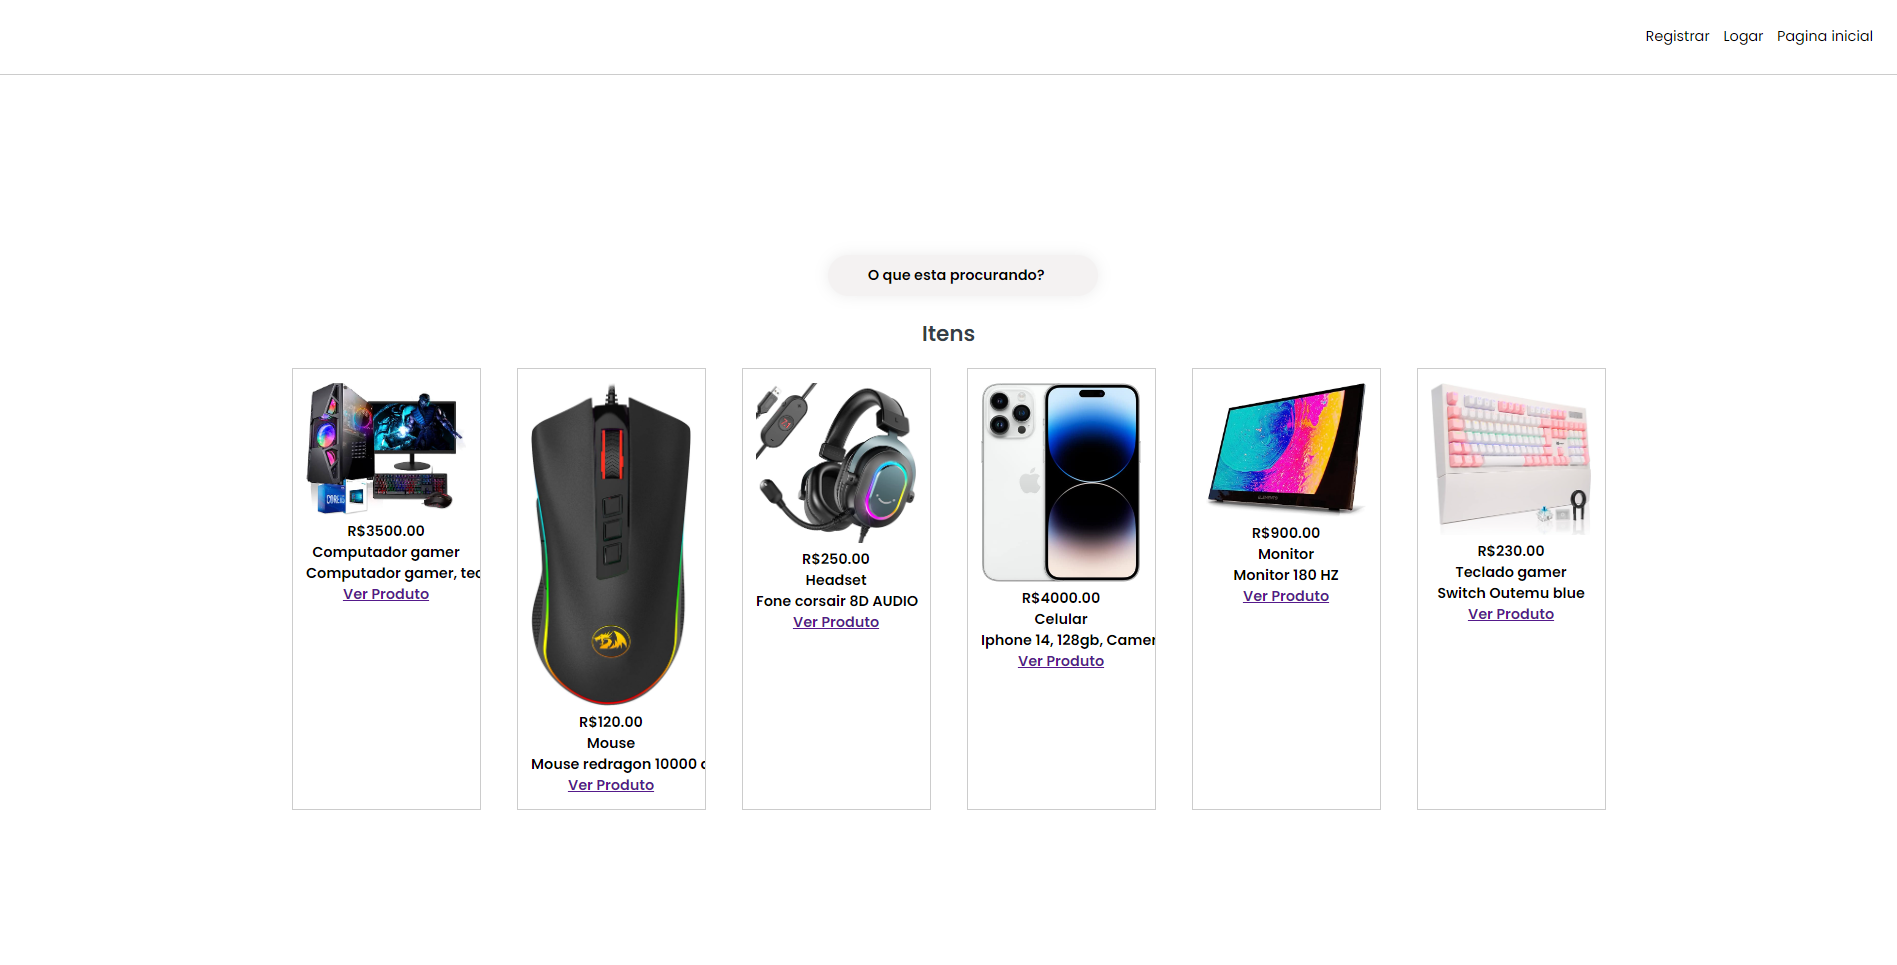 Registrar Logar Pagina inicial
O que esta procurando?
Itens
CORE i5
R$3500.00
Computador gamer
Computador gamer, tec
Ver Produto
R$120.00
Mouse
Mouse redragon 10000
Ver Produto
R$250.00
Headset
Fone corsair 8D AUDIO
Ver Produto
R$4000.00
Celular
Iphone 14, 128gb, Camer
Ver Produto
R$900.00
Monitor
Monitor 180 HZ
Ver Produto
R$230.00
Teclado gamer
Switch Outemu blue
Ver Produto